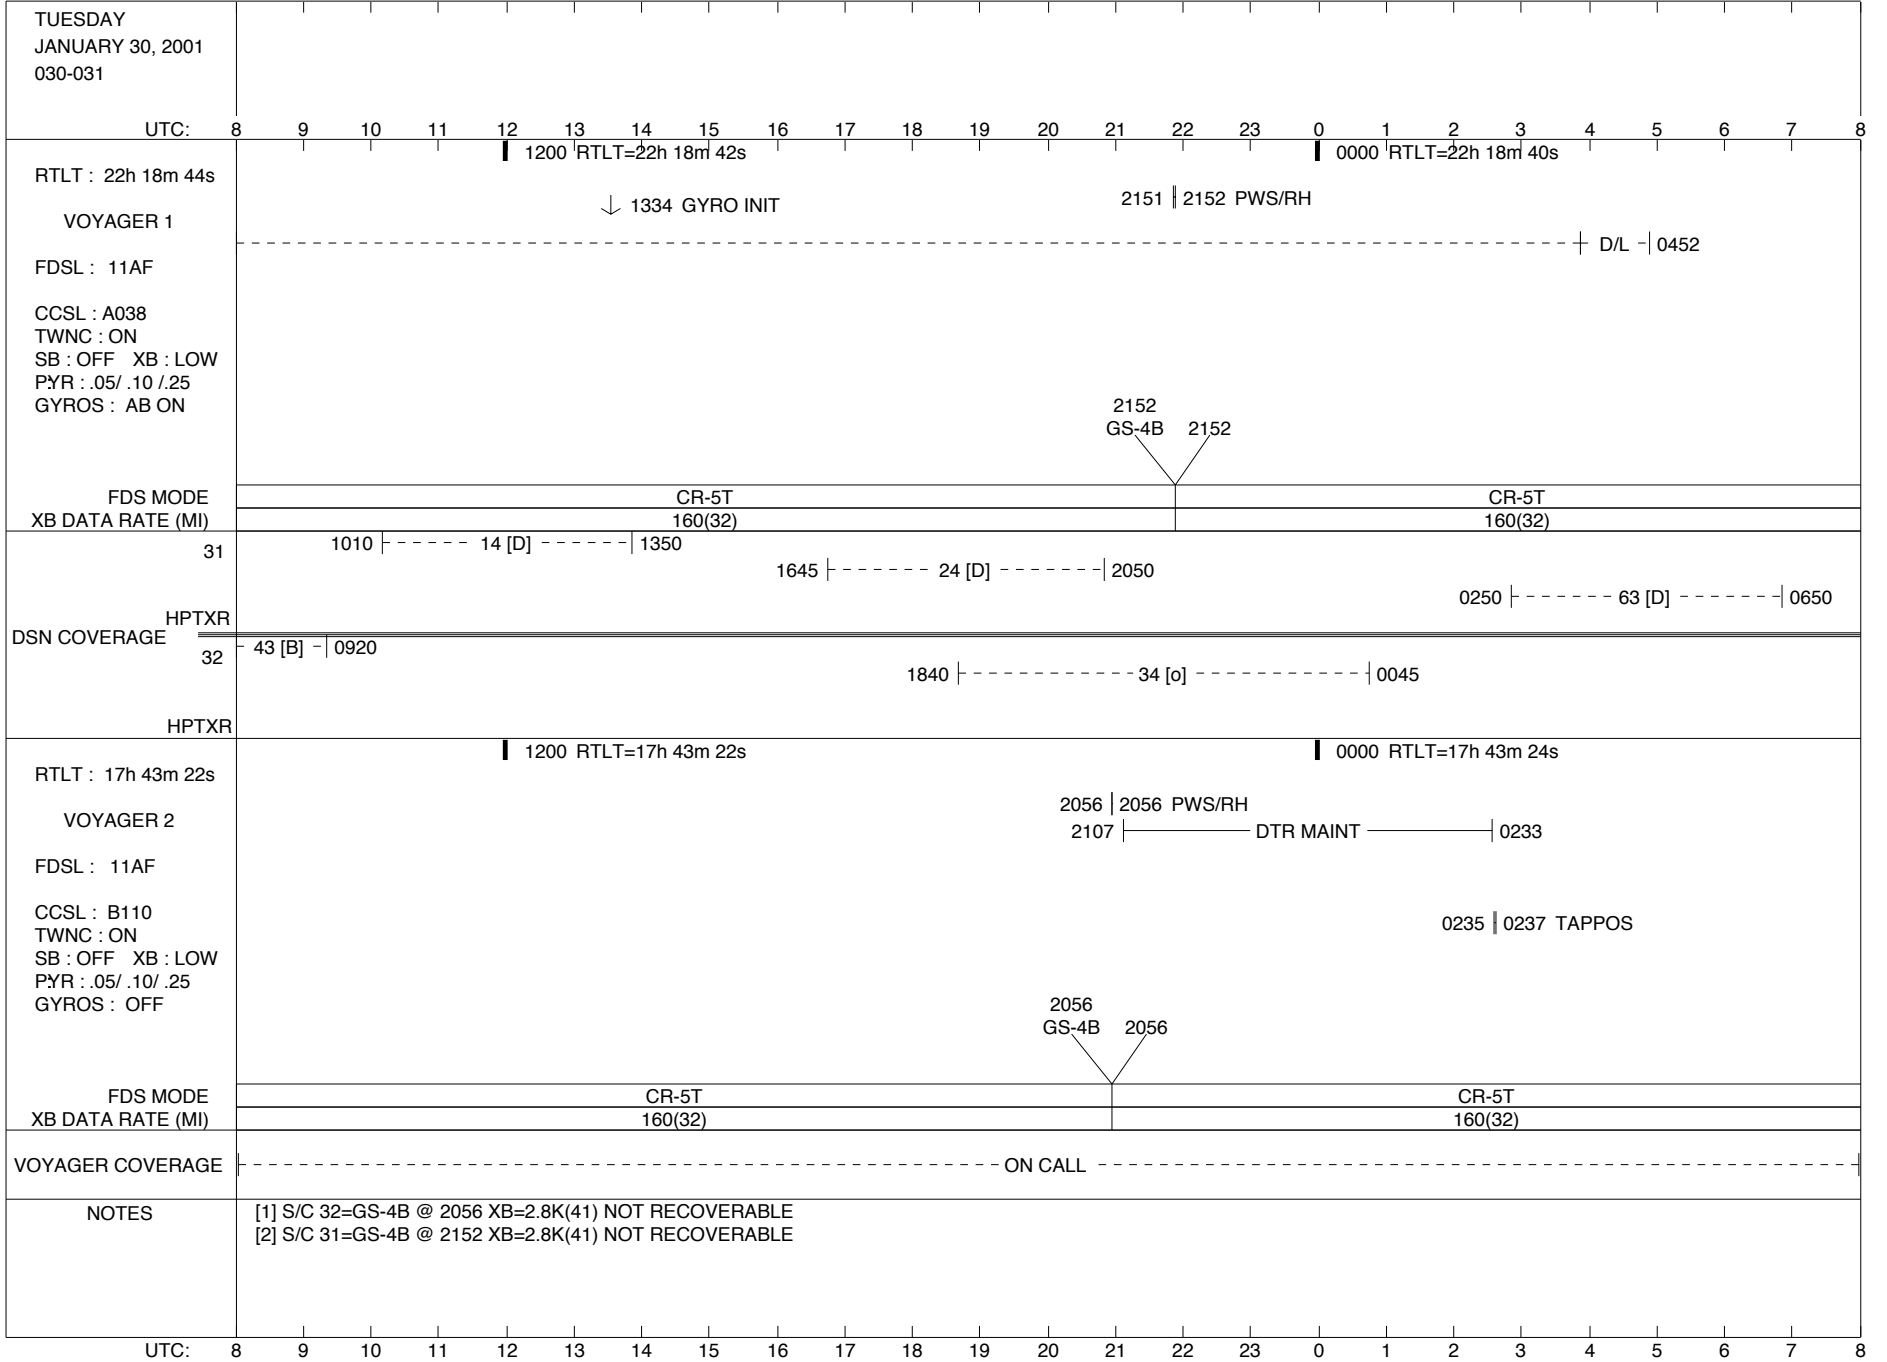 TUESDAY
JANUARY 30, 2001
030-031
UTC: 8 9 10 11 12 13 14 15 16 17 18 19 20 21 22 23 0 1 2 3 4 5 6 7 8
1200 RTLT=22h 18m 42s 0000 RTLT=22h 18m 40s
RTLT : 22h 18m 44s
1334 GYRO INIT 2151 2152 PWS/RH
VOYAGER 1
D/L 0452
FDSL : 11AF
CCSL : A038
TWNC : ON
SB : OFF XB : LOW
P:YR : .05/ .10 /.25
GYROS : AB ON
2152
GS-4B 2152
FDS MODE CR-5T CR-5T
XB DATA RATE (MI) 160(32) 160(32)
31 1010 14 [D] 1350
1645 24 [D] 2050
0250 63 [D] 0650
HPTXR
DSN COVERAGE
32 43 [B] 0920
1840 34 [o] 0045
HPTXR
1200 RTLT=17h 43m 22s 0000 RTLT=17h 43m 24s
RTLT : 17h 43m 22s
2056 2056 PWS/RH
VOYAGER 2
2107 DTR MAINT 0233
FDSL : 11AF
CCSL : B110
0235 0237 TAPPOS
TWNC : ON
SB : OFF XB : LOW
P:YR : .05/ .10/ .25
GYROS : OFF
2056
GS-4B 2056
FDS MODE CR-5T CR-5T
XB DATA RATE (MI) 160(32) 160(32)
VOYAGER COVERAGE ON CALL
NOTES [1] S/C 32=GS-4B @ 2056 XB=2.8K(41) NOT RECOVERABLE
[2] S/C 31=GS-4B @ 2152 XB=2.8K(41) NOT RECOVERABLE
UTC: 8 9 10 11 12 13 14 15 16 17 18 19 20 21 22 23 0 1 2 3 4 5 6 7 8